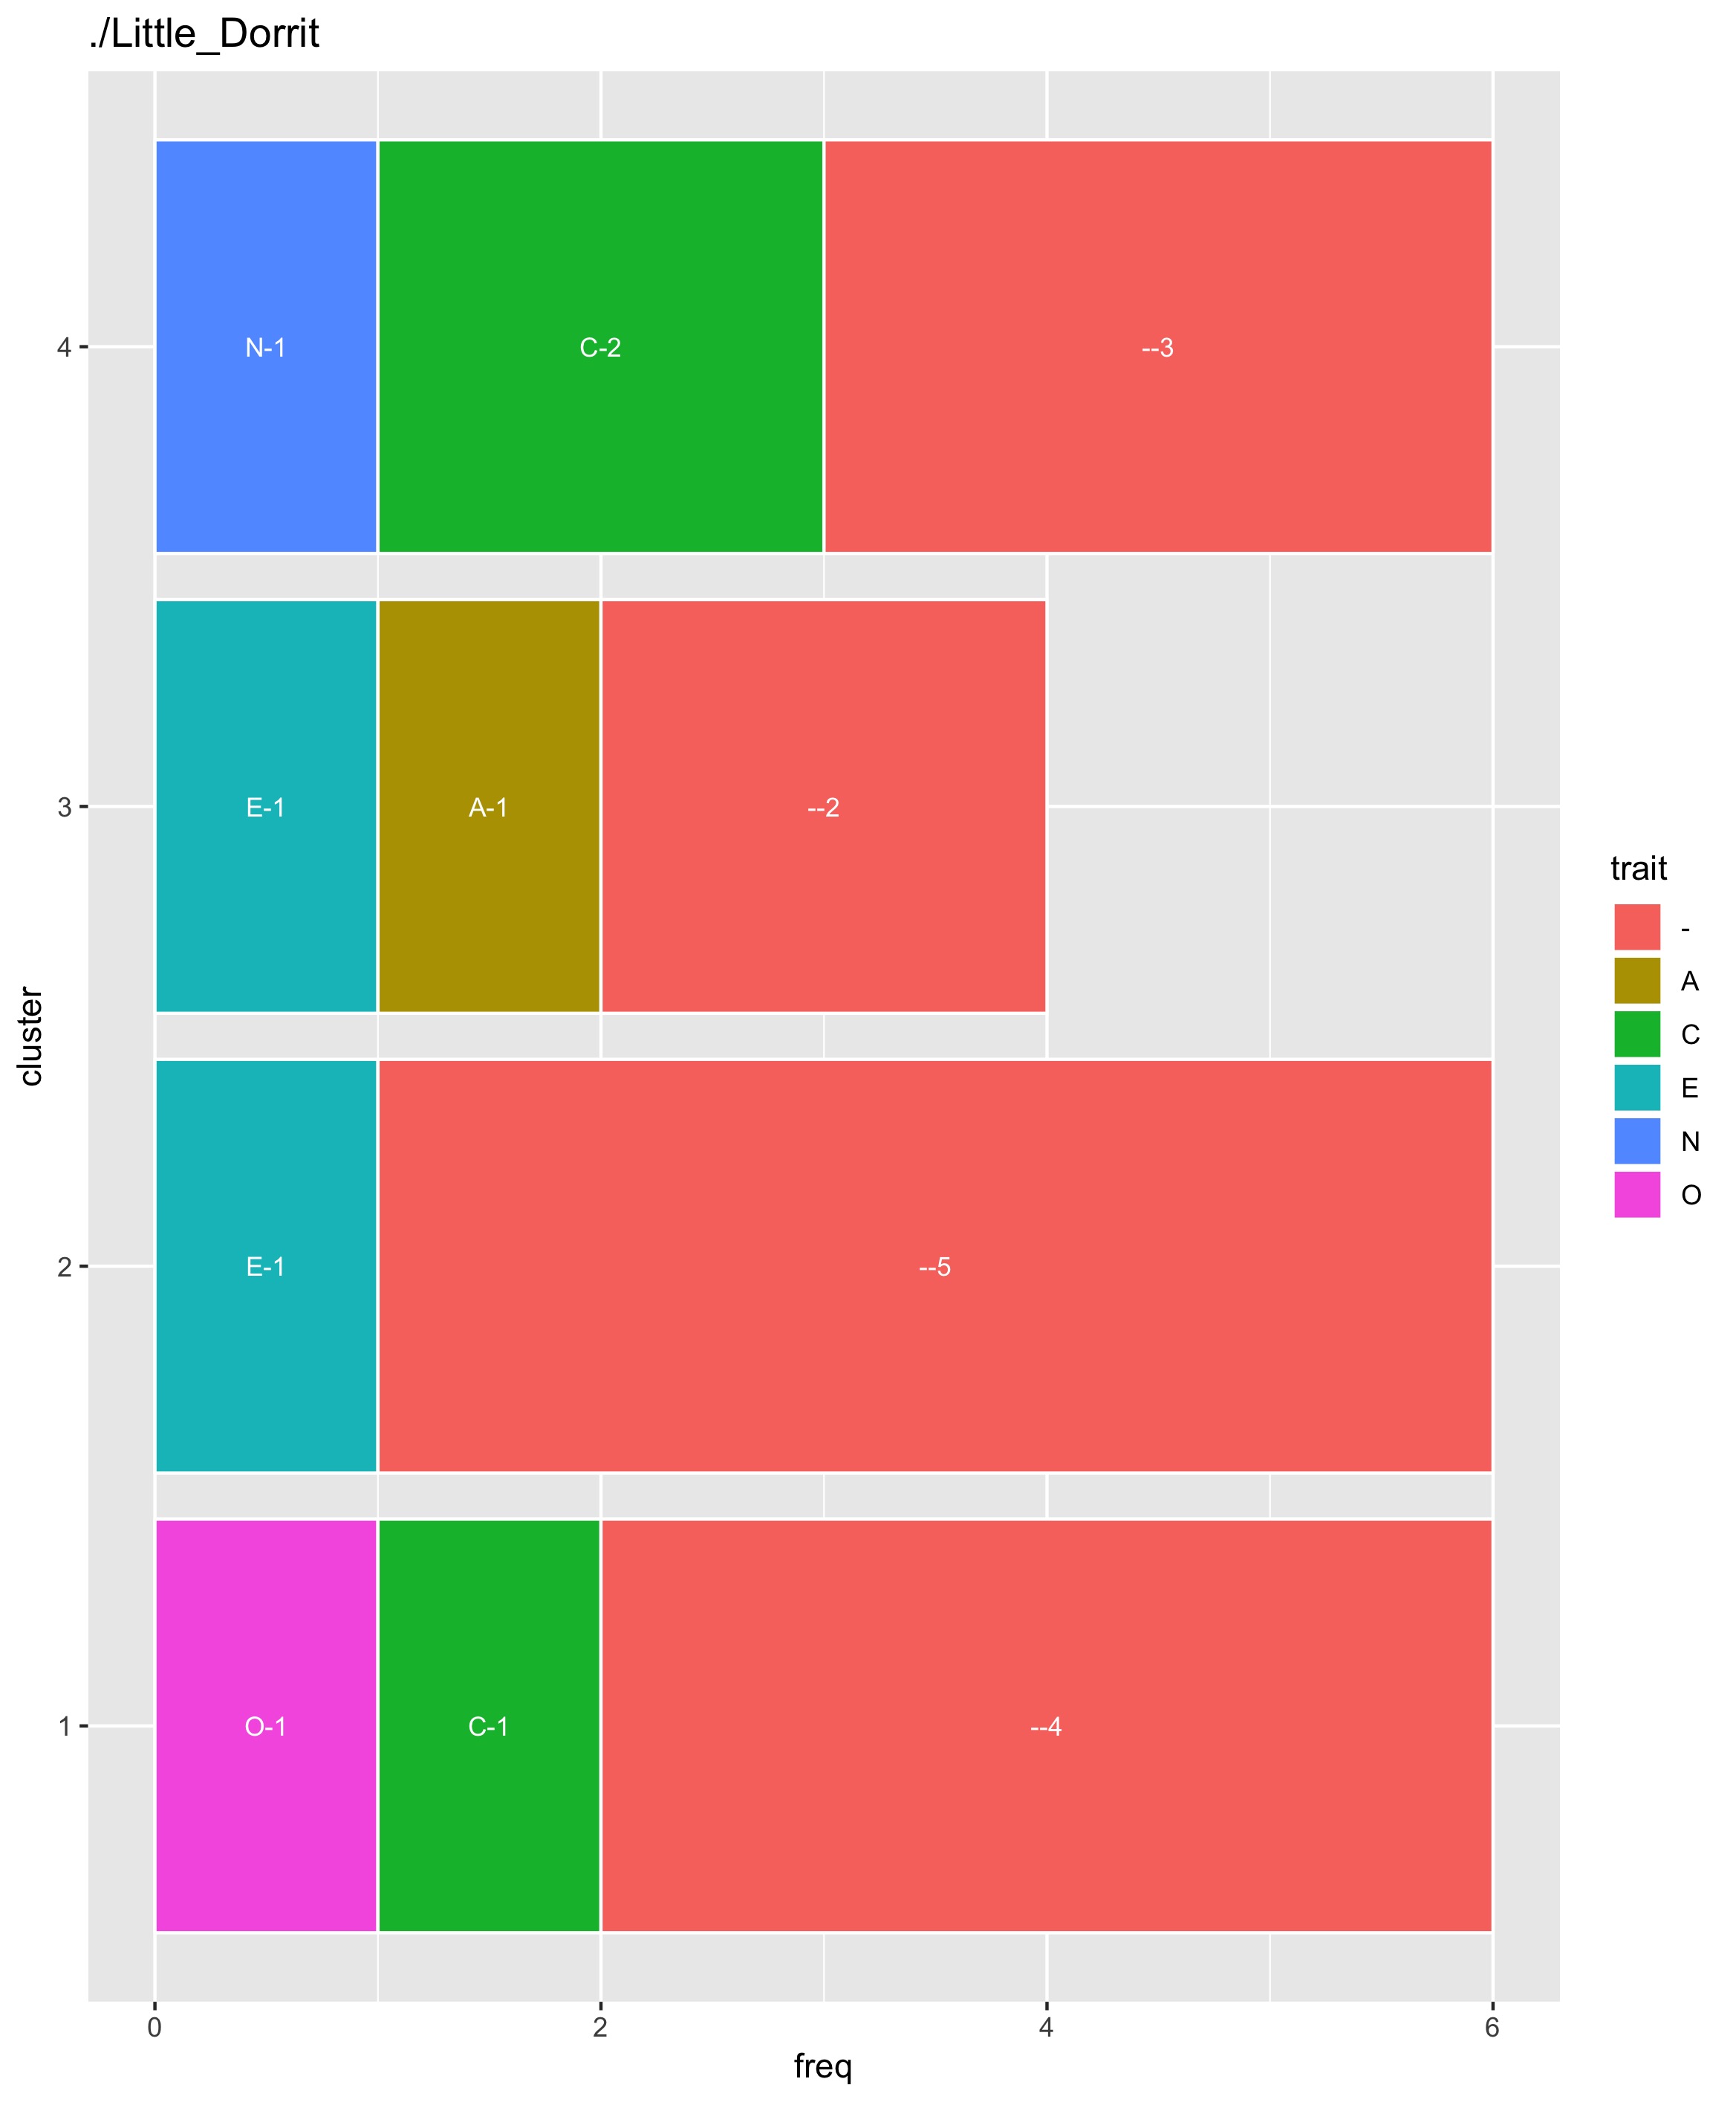 ./Little_Dorrit
4
N-1
C-2
--3
3
E-1
A-1
--2
2
E-1
--5
1
O-1
C-1
--4
0
2
4
6
freq
cluster
trait
-
A
C
E
N
O